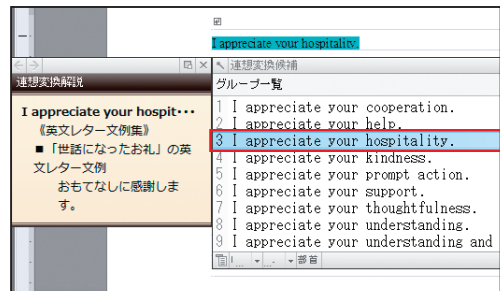 I appreciate your hospitality.
連想変換解説
I appreciate your hospit･･･
《英文レター文例集》
■「世話になったお礼」の英
文レター文例
おもてなしに感謝しま
す。
連想変換候補
グループ一覧
1 I appreciate your cooperation.
2 I appreciate your help.
3 I appreciate your hospitality.
4 I appreciate your kindness.
5 I appreciate your prompt action.
6 I appreciate your support.
7 I appreciate your thoughtfulness.
8 I appreciate your understanding.
9 I appreciate your understanding and
部首